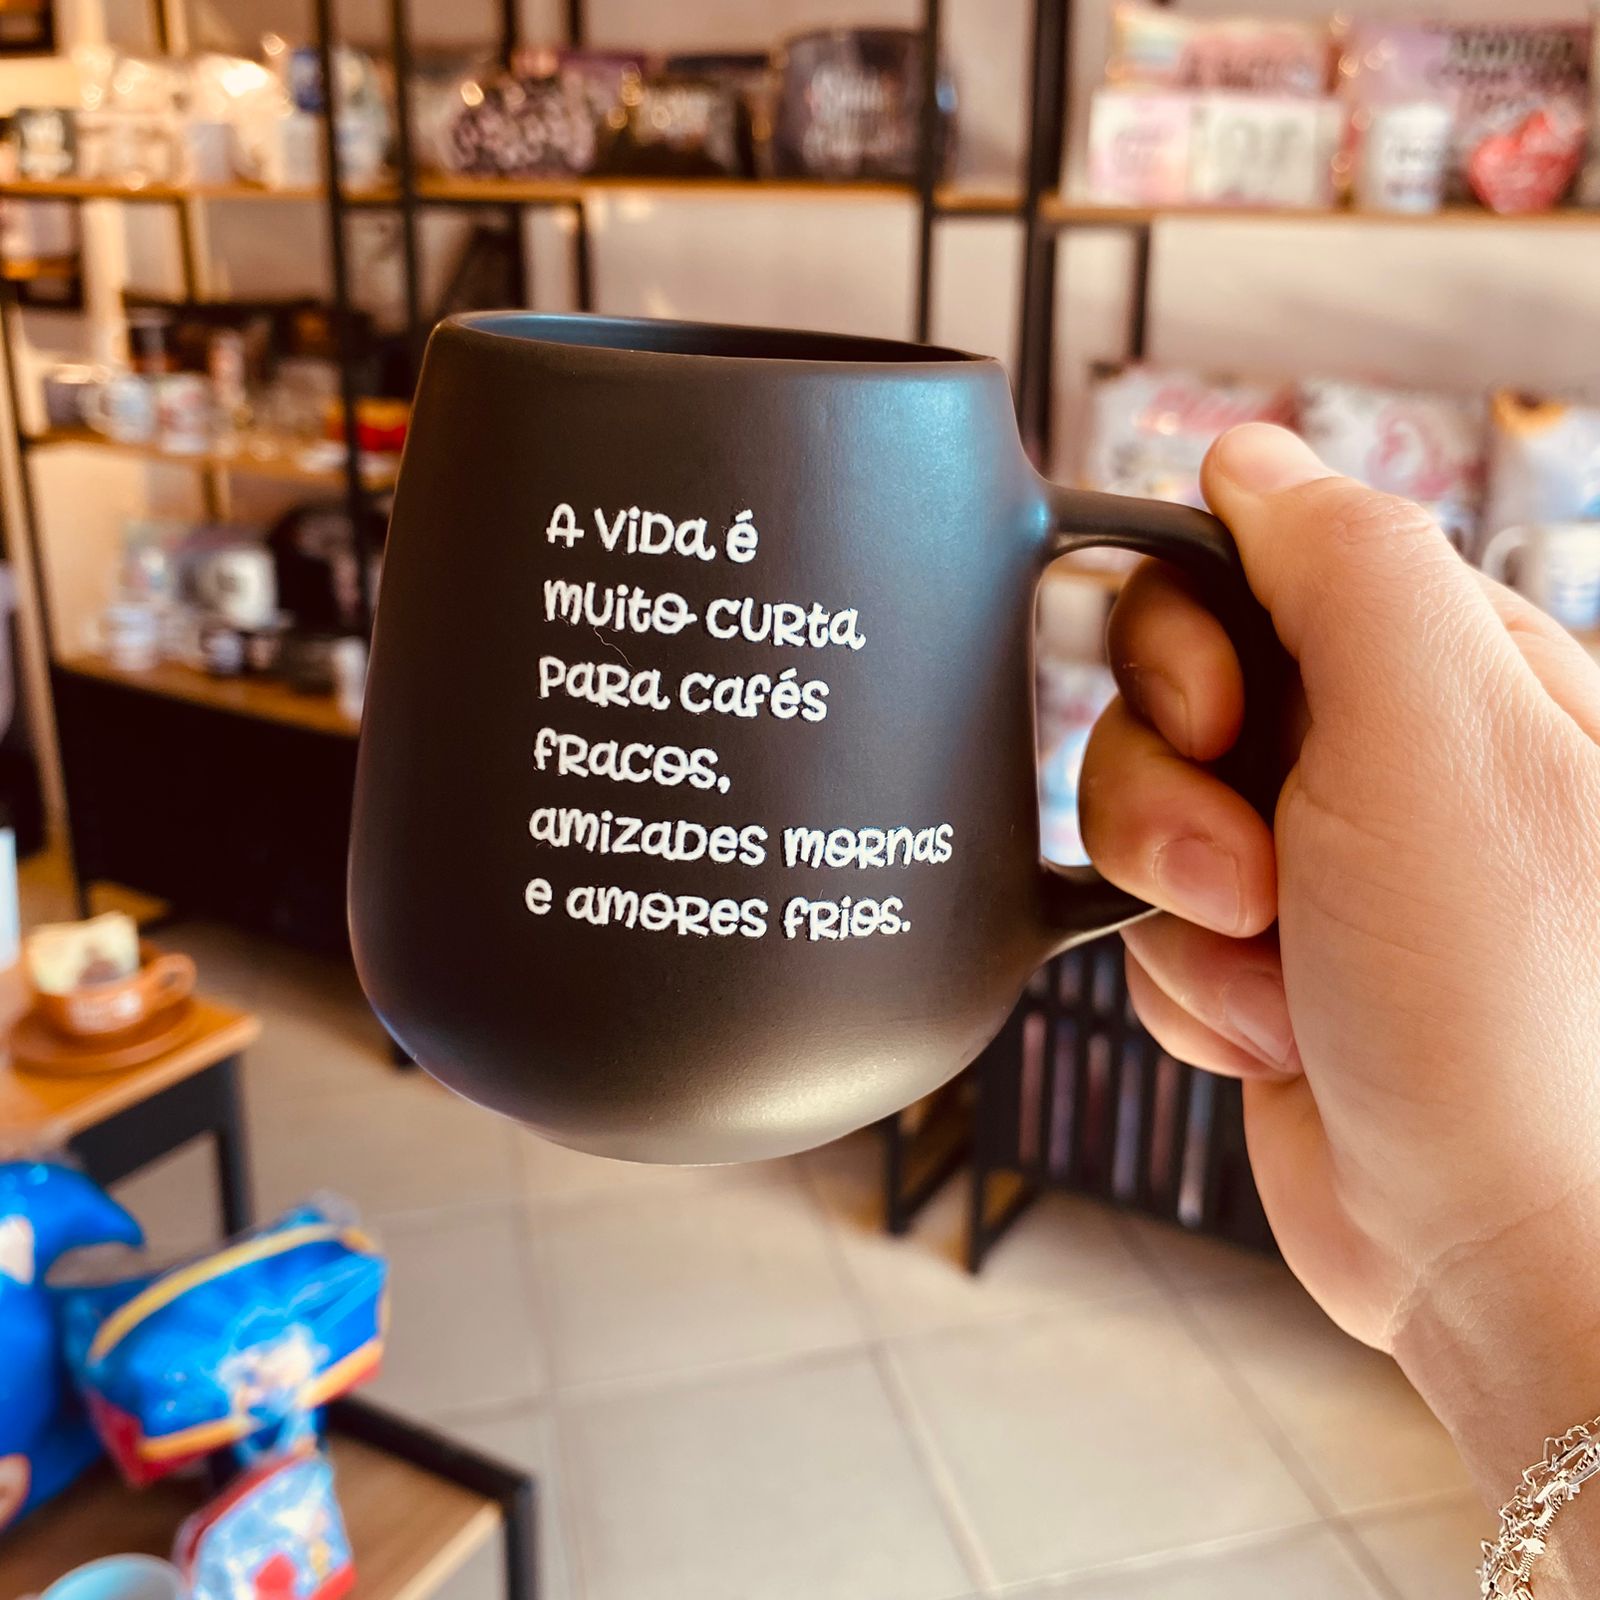 A vida é
muito curta
para cafés
fracos,
amizades mornas
e amores frios.